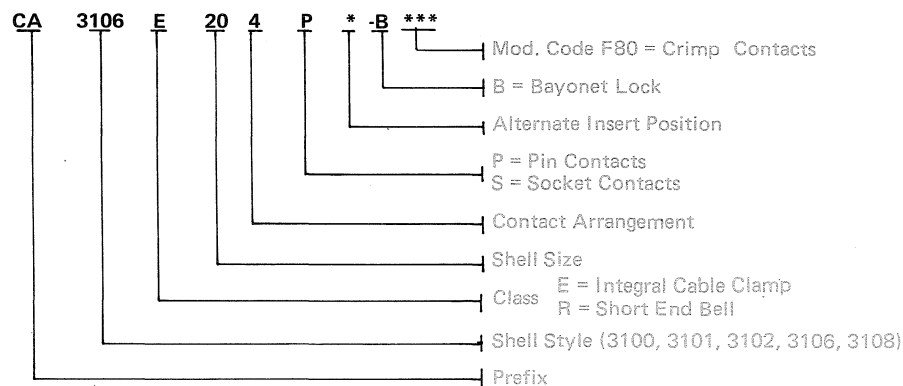 CA 3106 E 20 4 P * -B ***
Mod. Code F80 = Crimp Contacts
B = Bayonet Lock
Alternate Insert Position
P = Pin Contacts
S = Socket Contacts
Contact Arrangement
Shell Size
Class E = Integral Cable Clamp
R = Short End Bell
Shell Style (3100, 3101, 3102, 3106, 3108)
Prefix